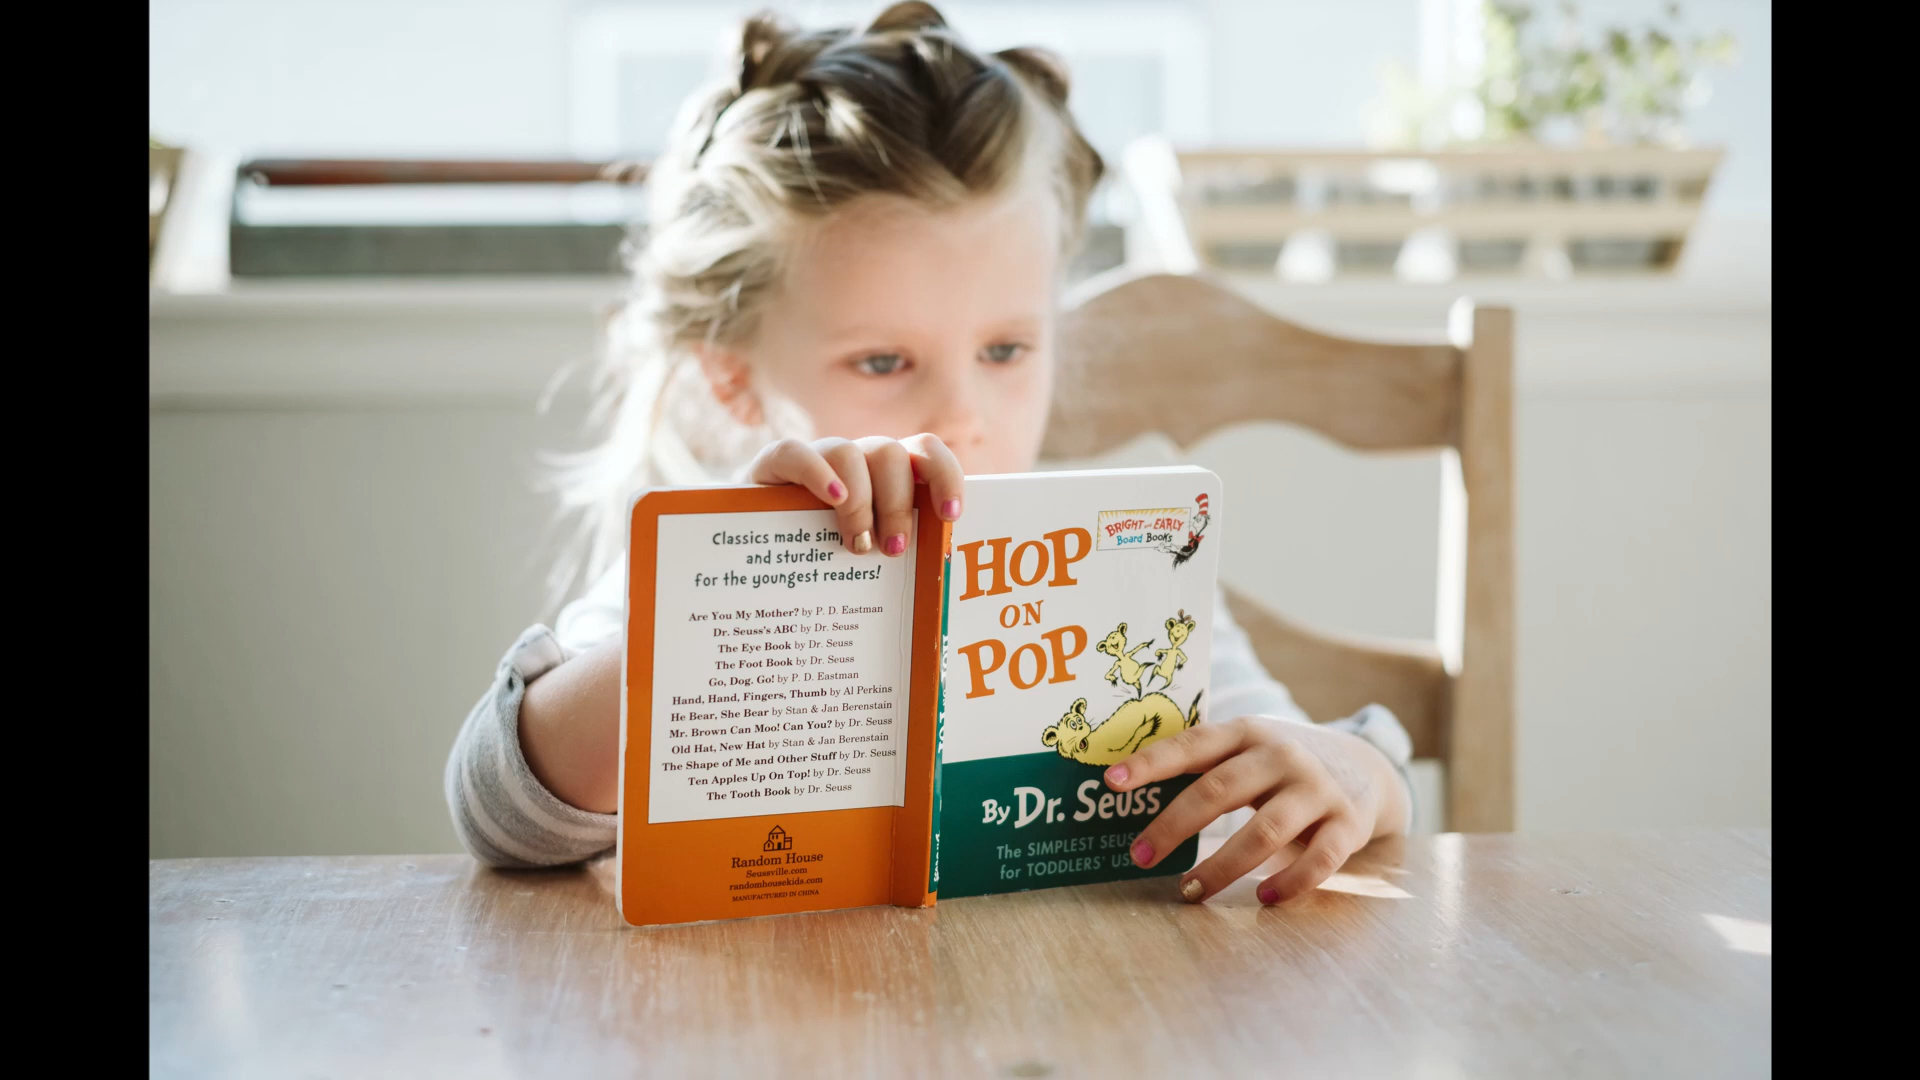 Classics made
and sturdier
for the youngest readers!
Are You My Mother? by P. D. Eastman
Dr. Seuss's ABC by Dr. Seuss
The Eye Book by Dr. Seuss
The Foot Book by Dr. Seuss
Go, Dog. Go! by P. D. Eastman
Hand, Hand, Fingers, Thumb by Al Perkins
He Bear, She Bear by Stan & Jan Berenstain
Mr. Brown Can Moo! Can You? by Dr. Seuss
Old Hat, New Hat by Stan & Jan Berenstain
The Shape of Me and Other Stuff by Dr. Seuss
Ten Apples Up On Top! by Dr. Seuss
The Tooth Book by Dr. Seuss
Random House
Seussville.com
randomhousekids.com
MANUFACTURED IN CHINA
BRIGHT and EARLY
Board Books
HOP
ON
POP
By Dr. Seuss
The SIMPLEST
for TODDLERS'